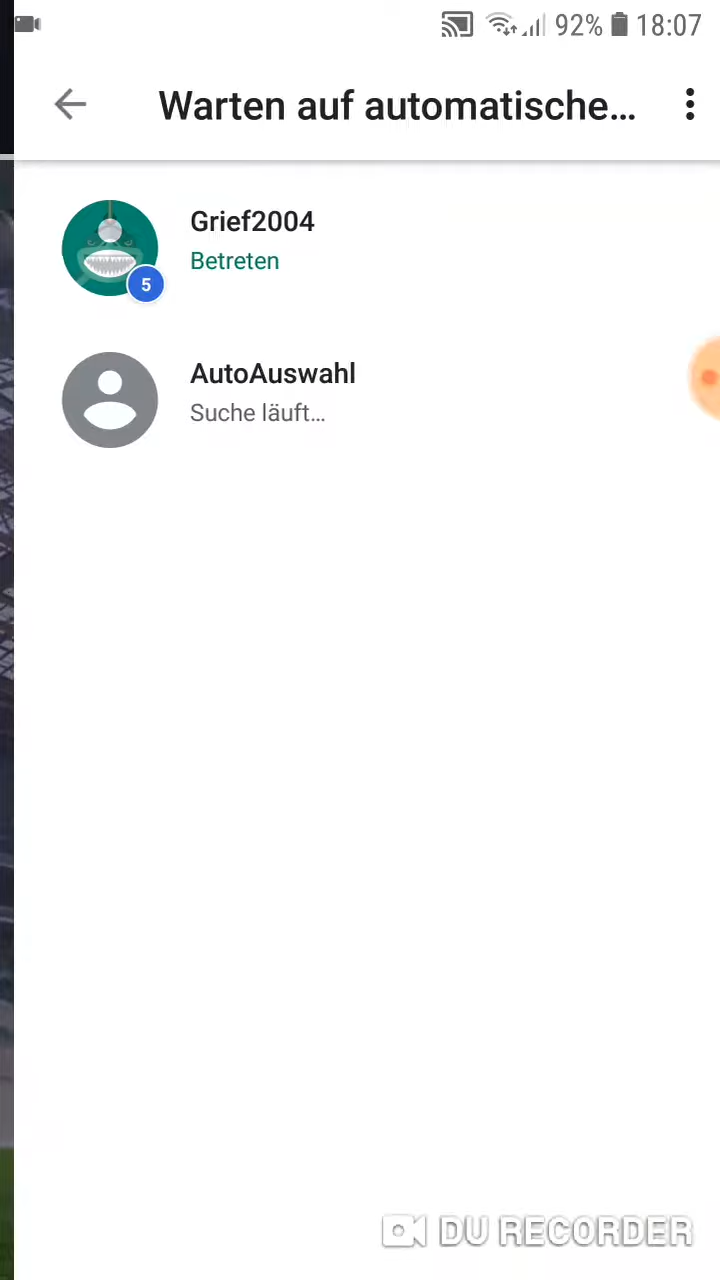 92% 18:07
Warten auf automatische...
Grief2004
Betreten
5
AutoAuswahl
Suche läuft...
DU RECORDER